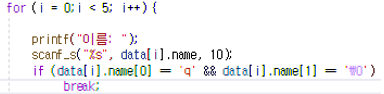 for (i = 0;i < 5; i++) {
printf("이름: ");
scanf_s("%s", data[i].name, 10);
if (data[i].name[0] == 'q' && data[i].name[1] == '₩0')
break;